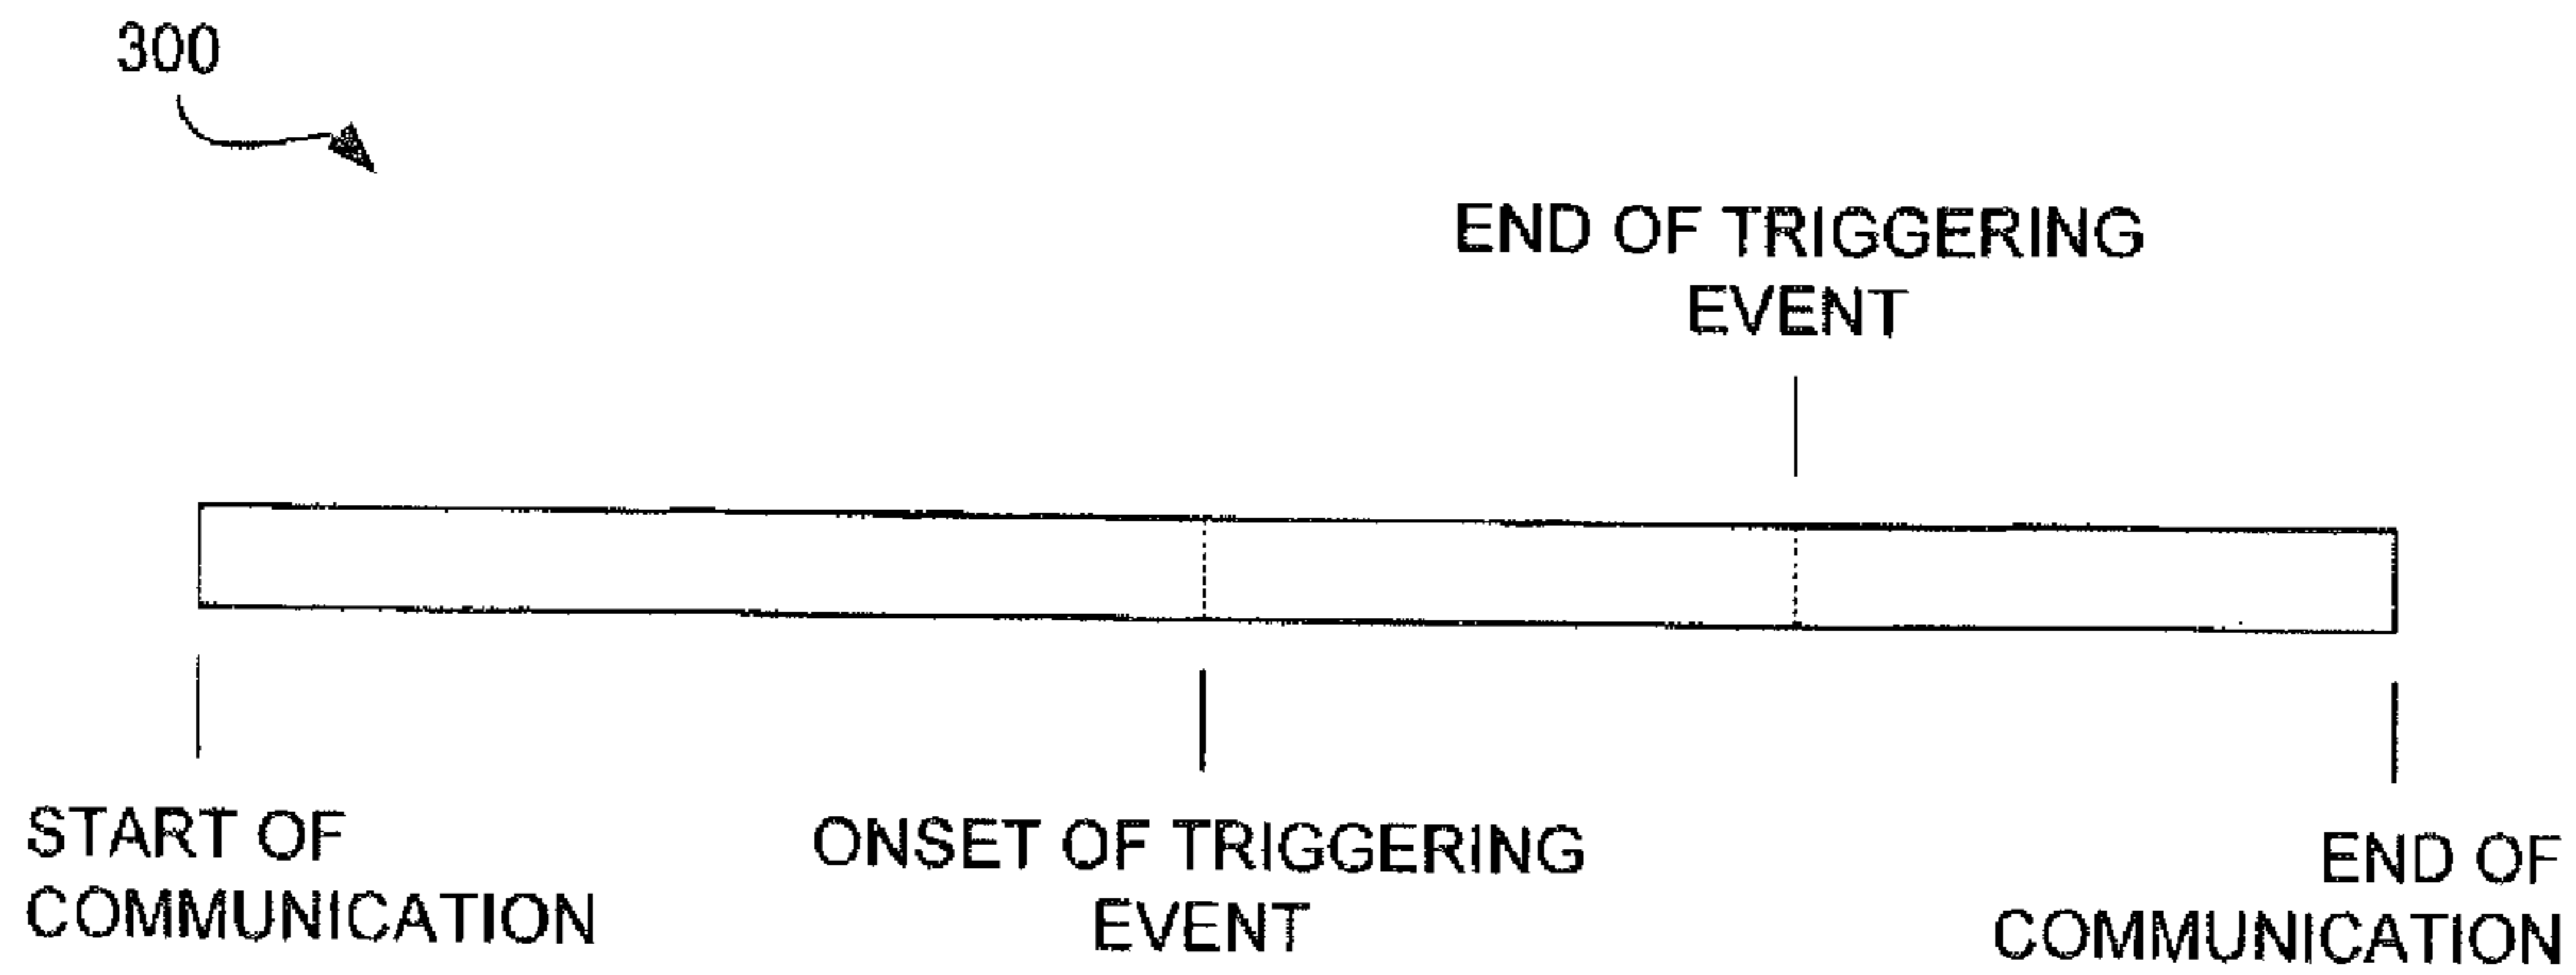 300
END OF TRIGGERING
EVENT
START OF
COMMUNICATION
ONSET OF TRIGGERING
EVENT
END OF
COMMUNICATION